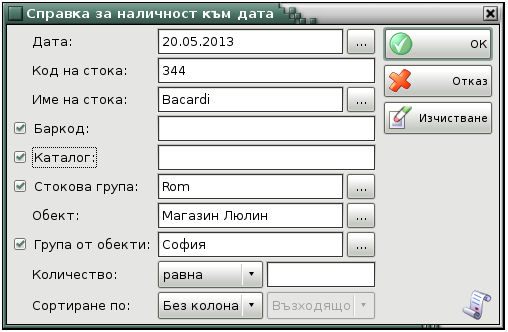 Справка за наличност към дата
Дата: 20.05.2013 ... OK
Код на стока: 344
Отказ
Име на стока: Bacardi ...
Изчистване
Баркод:
Каталог:
Стокова група: Rom ...
Обект: Магазин Люлин ...
Група от обекти: София ...
Количество: равна
Сортиране по: Без колона Възходящо